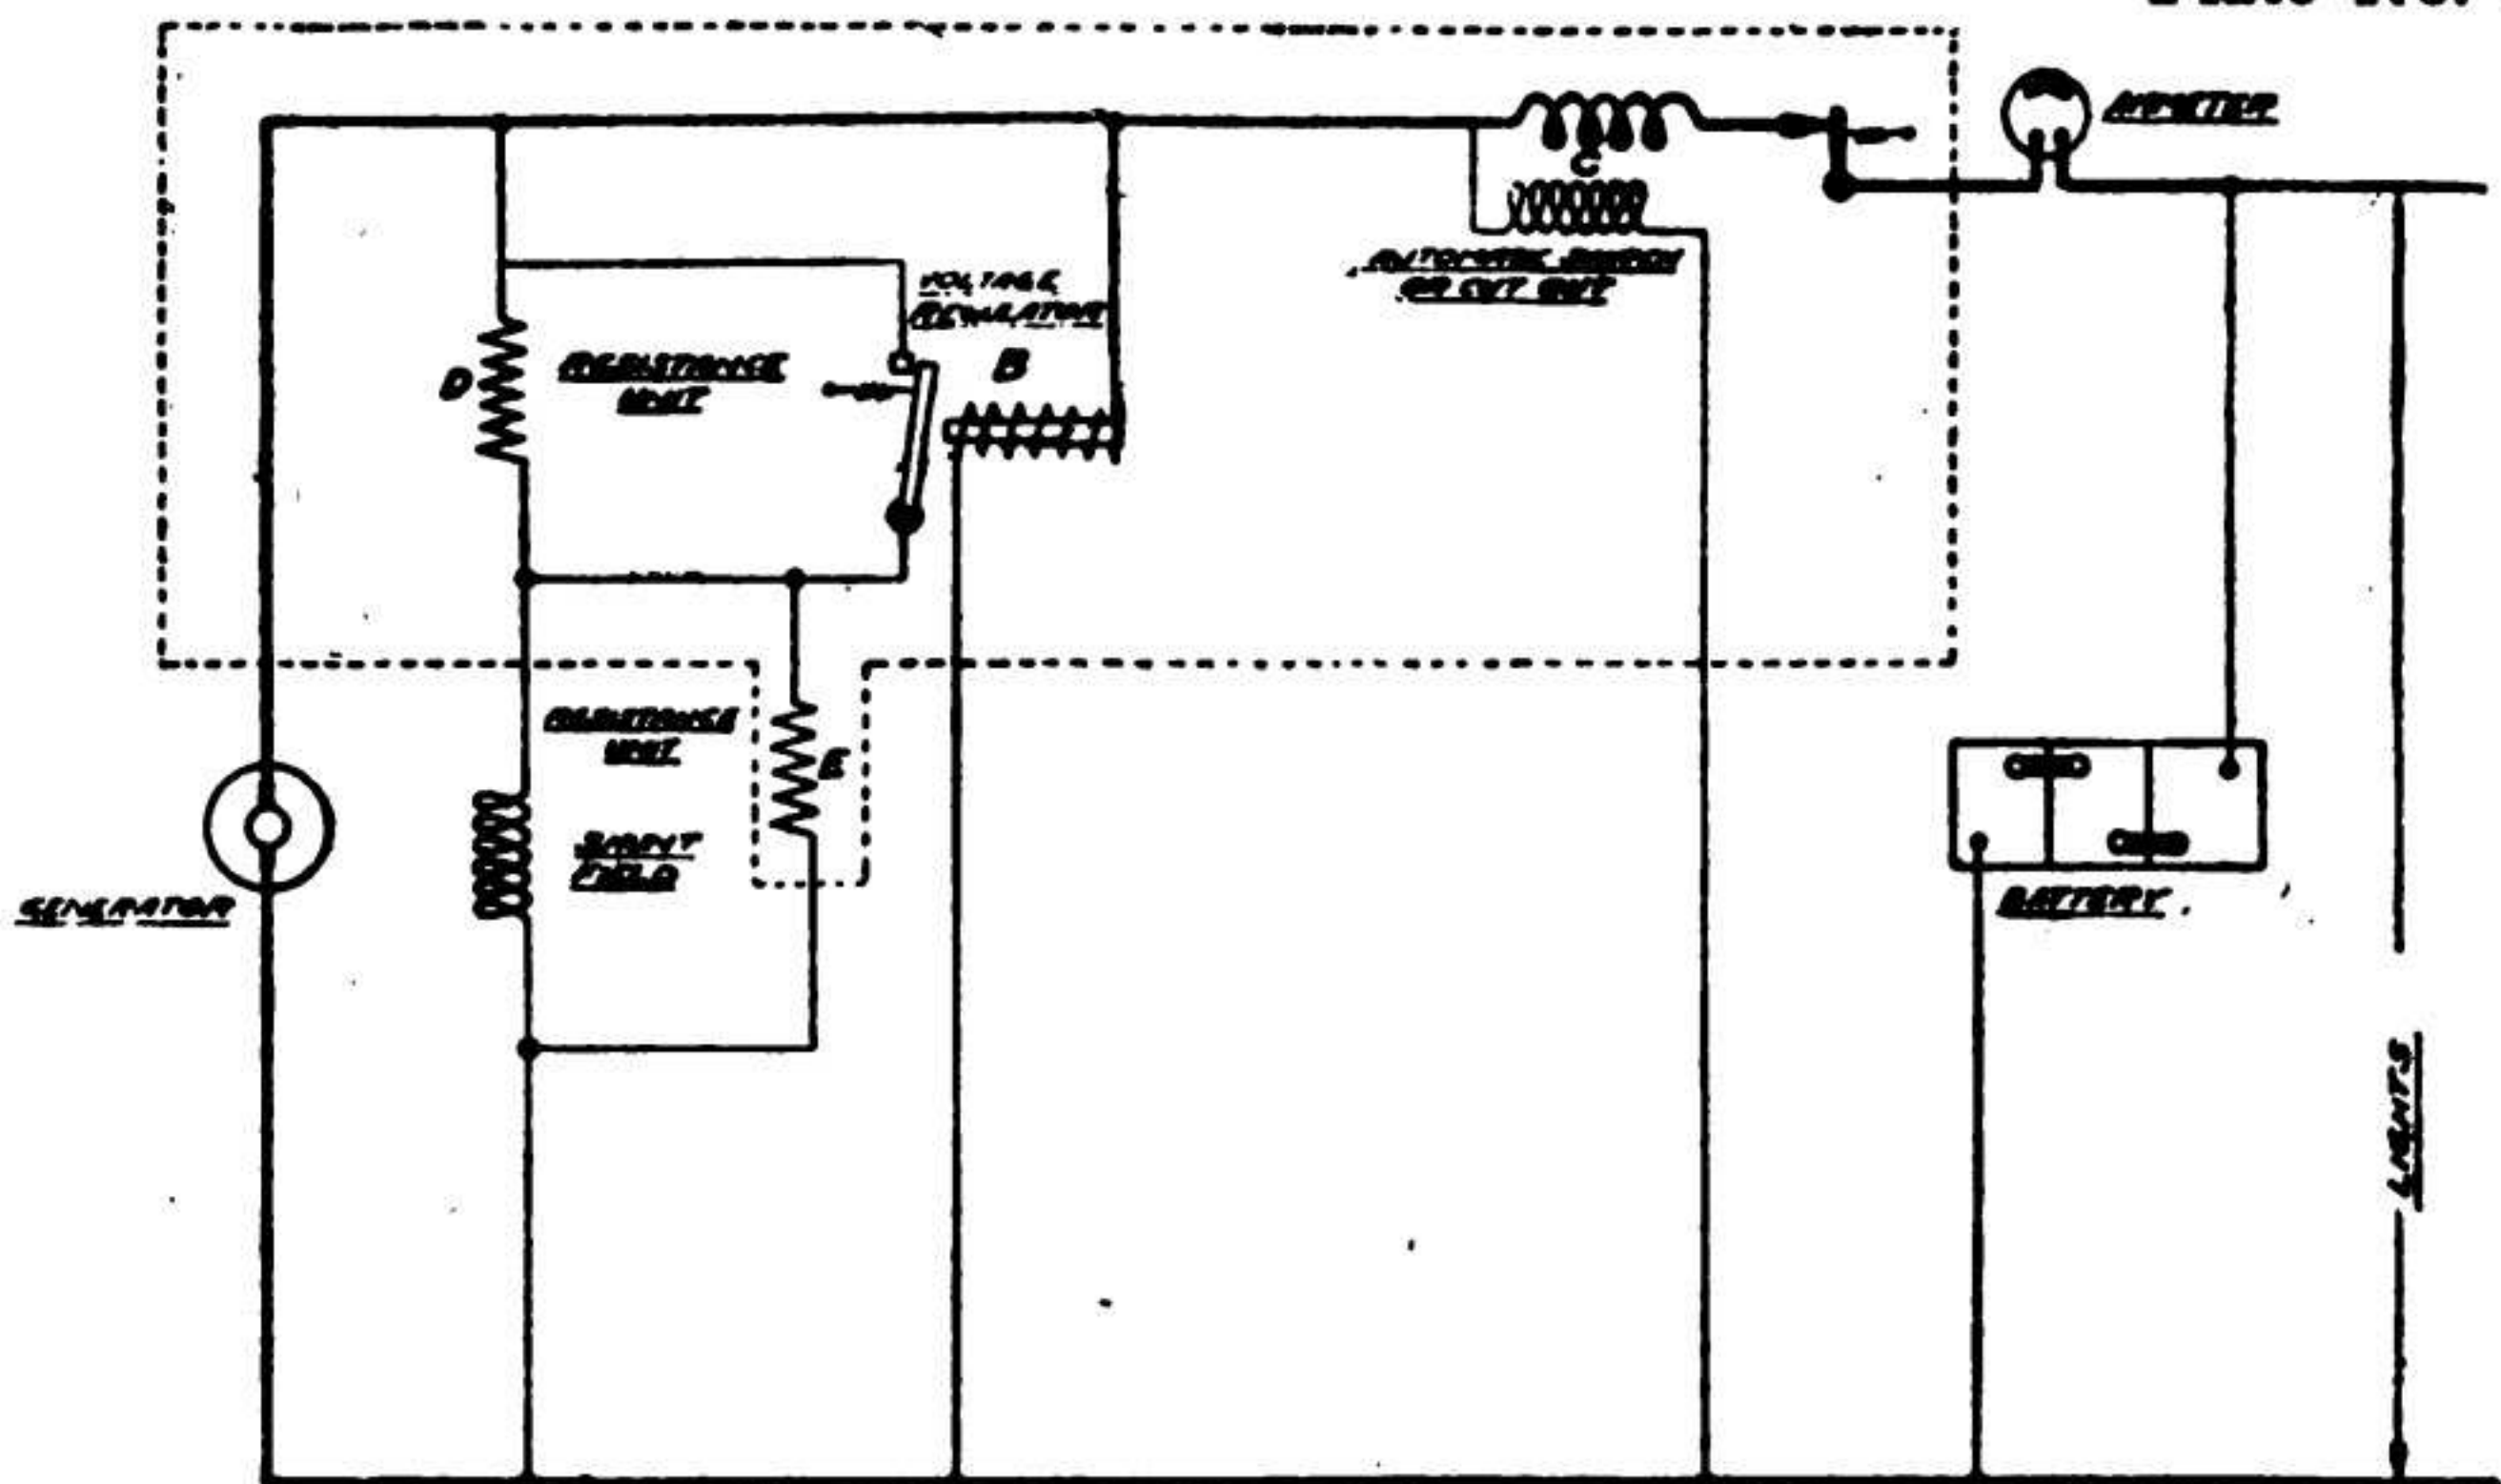 AMMETER
VOLTAGE
REGULATOR
C
AUTOMATIC SWITCH
OR CUT OUT
B
D
RESISTANCE
UNIT
RESISTANCE
UNIT
E
SHUNT
FIELD
GENERATOR
BATTERY.
LIGHTS